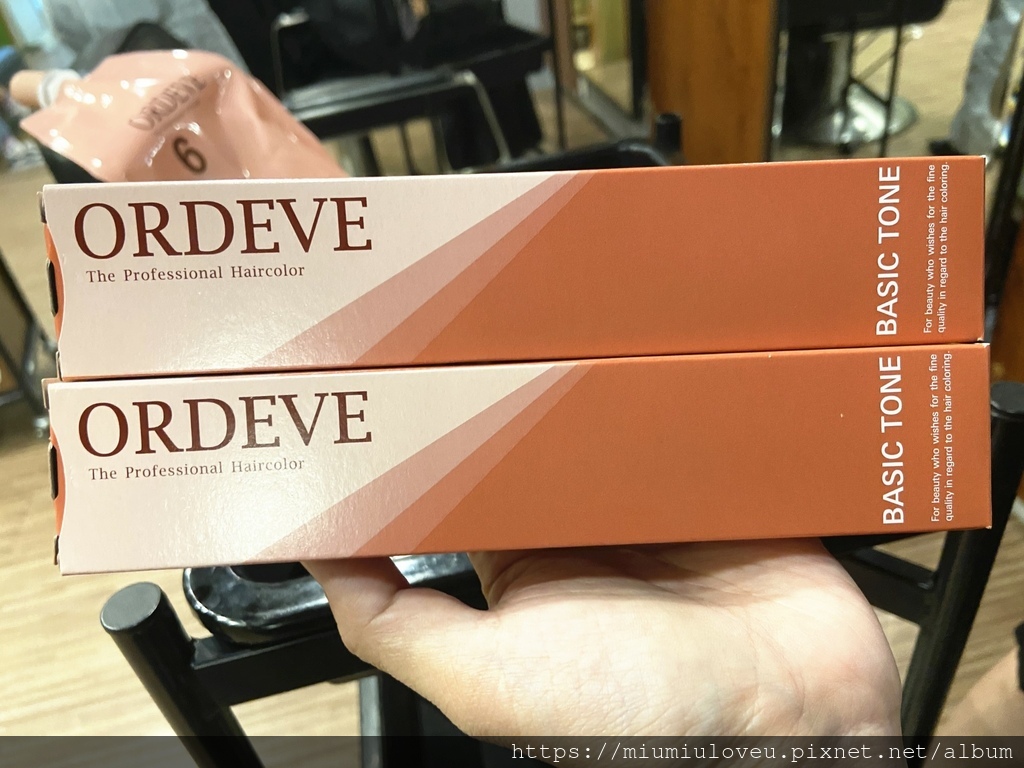 ORDEVE
6
ORDEVE
The Professional Haircolor
BASIC TONE
For beauty who wishes for the fine
quality in regard to the hair coloring.
ORDEVE
The Professional Haircolor
BASIC TONE
For beauty who wishes for the fine
quality in regard to the hair coloring.
https://miumiuloveu.pixnet.net/album